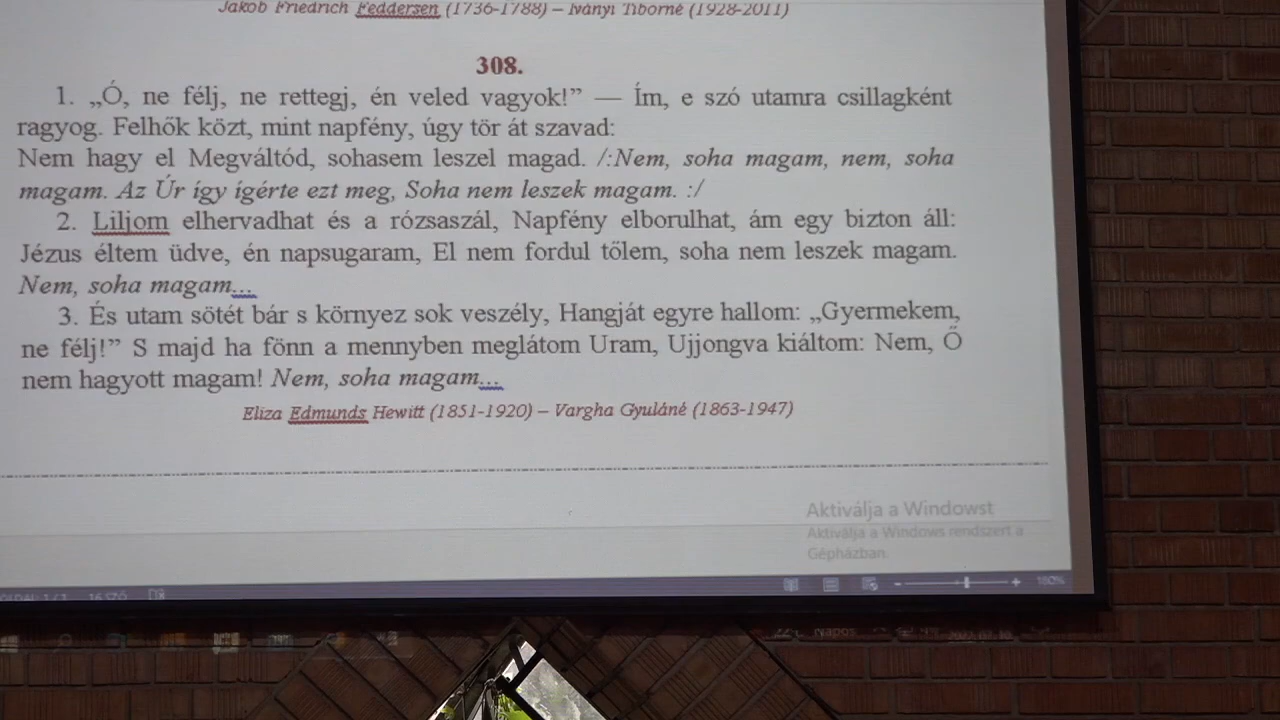 Jakob Friedrich Feddersen (1736-1788) – Iványi Tiborné (1928-2011)
308.
1. „Ó, ne félj, ne rettegj, én veled vagyok!” — Ím, e szó utamra csillagként
ragyog. Felhők közt, mint napfény, úgy tör át szavad:
Nem hagy el Megváltód, sohasem leszel magad. /:Nem, soha magam, nem, soha
magam. Az Úr így ígérte ezt meg, Soha nem leszek magam. :/
2. Liljom elhervadhat és a rózsaszál, Napfény elborulhat, ám egy bizton áll:
Jézus éltem üdve, én napsugaram, El nem fordul tőlem, soha nem leszek magam.
Nem, soha magam...
3. És utam sötét bár s környez sok veszély, Hangját egyre hallom: „Gyermekem,
ne félj!” S majd ha fönn a mennyben meglátom Uram, Ujjongva kiáltom: Nem, Ő
nem hagyott magam! Nem, soha magam...
Eliza Edmunds Hewitt (1851-1920) – Vargha Gyuláné (1863-1947)
Aktiválja a Windowst
Aktiválja a Windows rendszert a
Gépházban.
180%
Napos